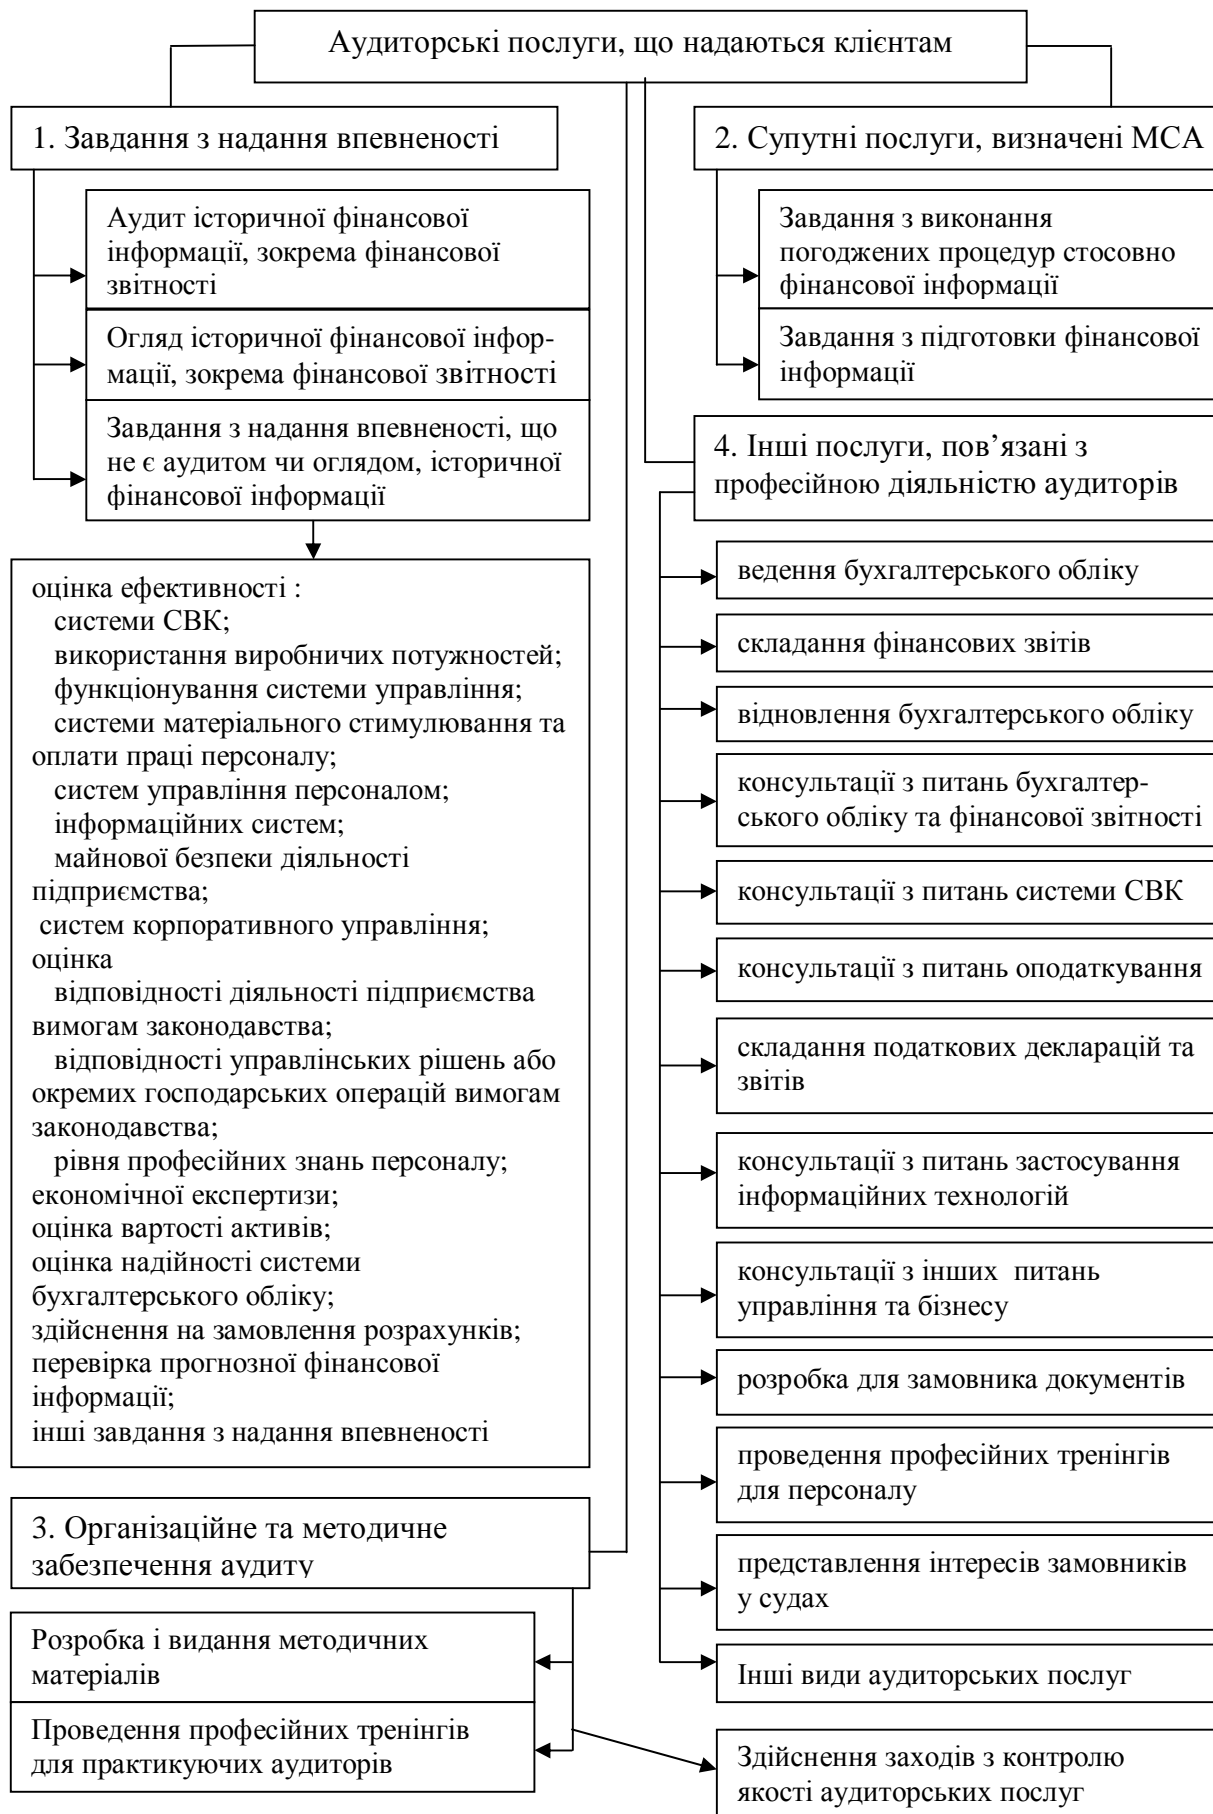 Аудиторські послуги, що надаються клієнтам
1. Завдання з надання впевненості
Аудит історичної фінансової
інформації, зокрема фінансової
звітності
Огляд історичної фінансової інфор-
мації, зокрема фінансової звітності
Завдання з надання впевненості, що
не є аудитом чи оглядом, історичної
фінансової інформації
оцінка ефективності :
системи СВК;
використання виробничих потужностей;
функціонування системи управління;
системи матеріального стимулювання та
оплати праці персоналу;
систем управління персоналом;
інформаційних систем;
майнової безпеки діяльності
підприємства;
систем корпоративного управління;
оцінка
відповідності діяльності підприємства
вимогам законодавства;
відповідності управлінських рішень або
окремих господарських операцій вимогам
законодавства;
рівня професійних знань персоналу;
економічної експертизи;
оцінка вартості активів;
оцінка надійності системи
бухгалтерського обліку;
здійснення на замовлення розрахунків;
перевірка прогнозної фінансової
інформації;
інші завдання з надання впевненості
2. Супутні послуги, визначені МСА
Завдання з виконання
погоджених процедур стосовно
фінансової інформації
Завдання з підготовки фінансової
інформації
3. Організаційне та методичне
забезпечення аудиту
Розробка і видання методичних
матеріалів
Проведення професійних тренінгів
для практикуючих аудиторів
Здійснення заходів з контролю
якості аудиторських послуг
4. Інші послуги, пов’язані з
професійною діяльністю аудиторів
ведення бухгалтерського обліку
складання фінансових звітів
відновлення бухгалтерського обліку
консультації з питань бухгалтер-
ського обліку та фінансової звітності
консультації з питань системи СВК
консультації з питань оподаткування
складання податкових декларацій та
звітів
консультації з питань застосування
інформаційних технологій
консультації з інших питань
управління та бізнесу
розробка для замовника документів
проведення професійних тренінгів
для персоналу
представлення інтересів замовників
у судах
Інші види аудиторських послуг